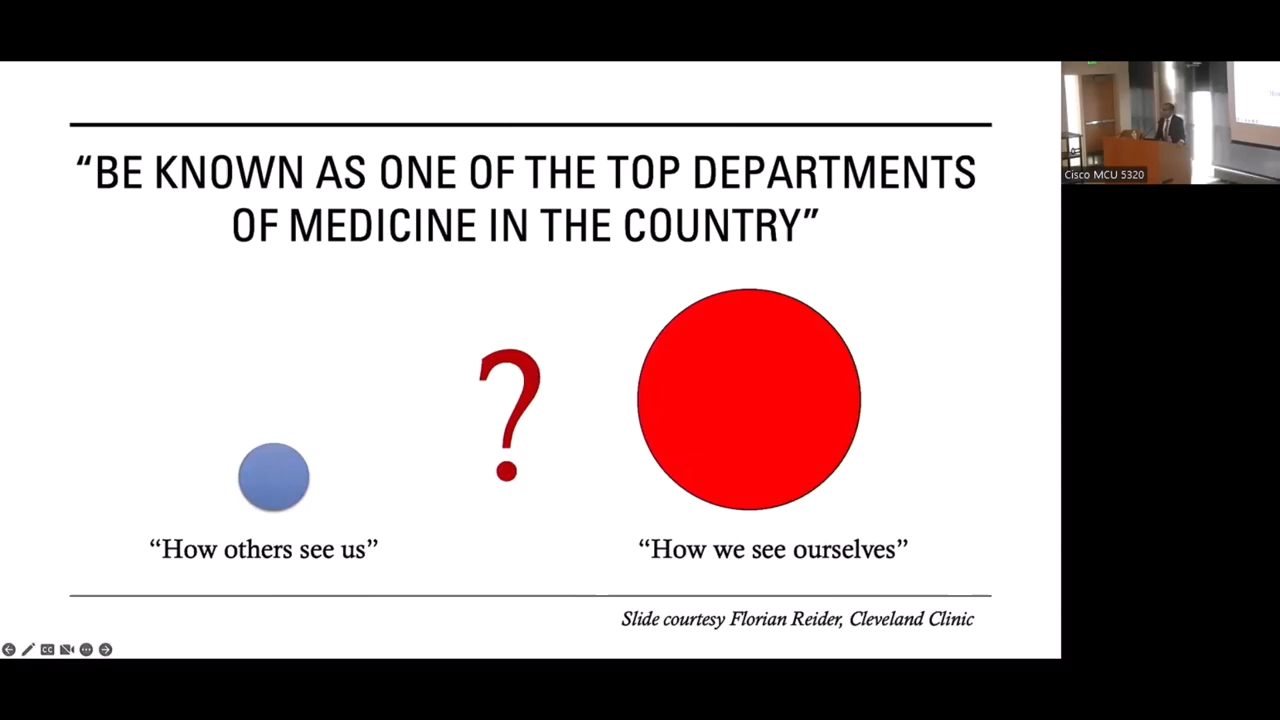 “BE KNOWN AS ONE OF THE TOP DEPARTMENTS
OF MEDICINE IN THE COUNTRY”
?
“How others see us”
“How we see ourselves”
Slide courtesy Florian Reider, Cleveland Clinic
Cisco MCU 5320